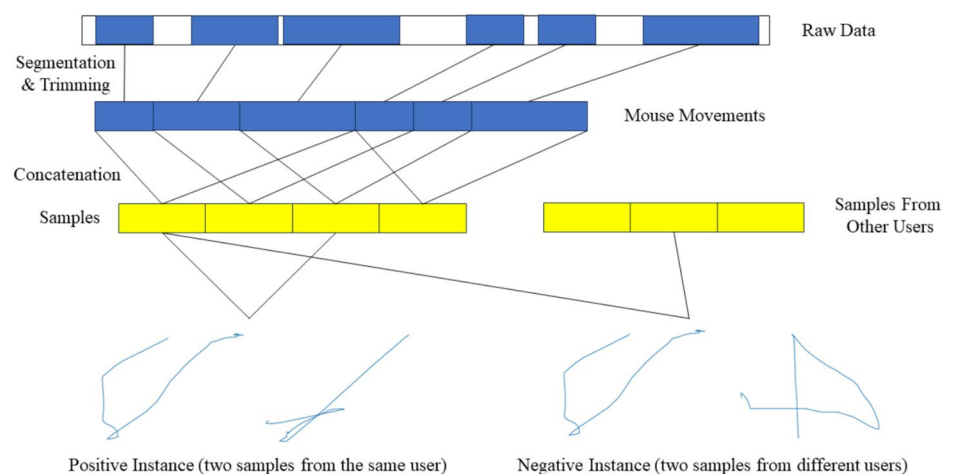 Raw Data
Segmentation
& Trimming
Mouse Movements
Concatenation
Samples
Samples From
Other Users
Positive Instance (two samples from the same user)
Negative Instance (two samples from different users)